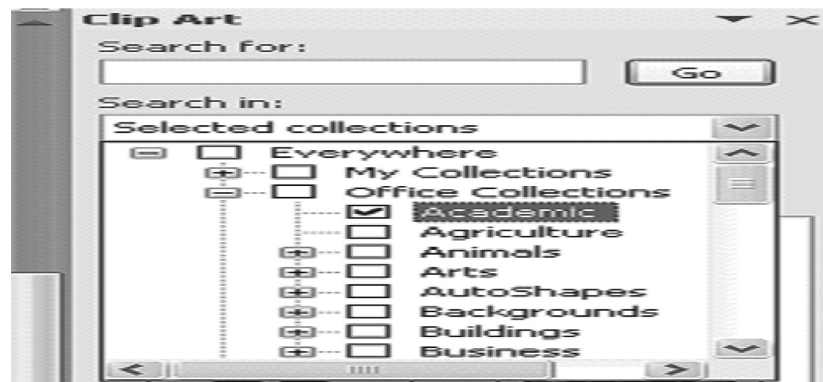 Clip Art
Search for:
Go
Search in:
Selected collections
Everywhere
My Collections
Office Collections
Academic
Agriculture
Animals
Arts
AutoShapes
Backgrounds
Buildings
Business